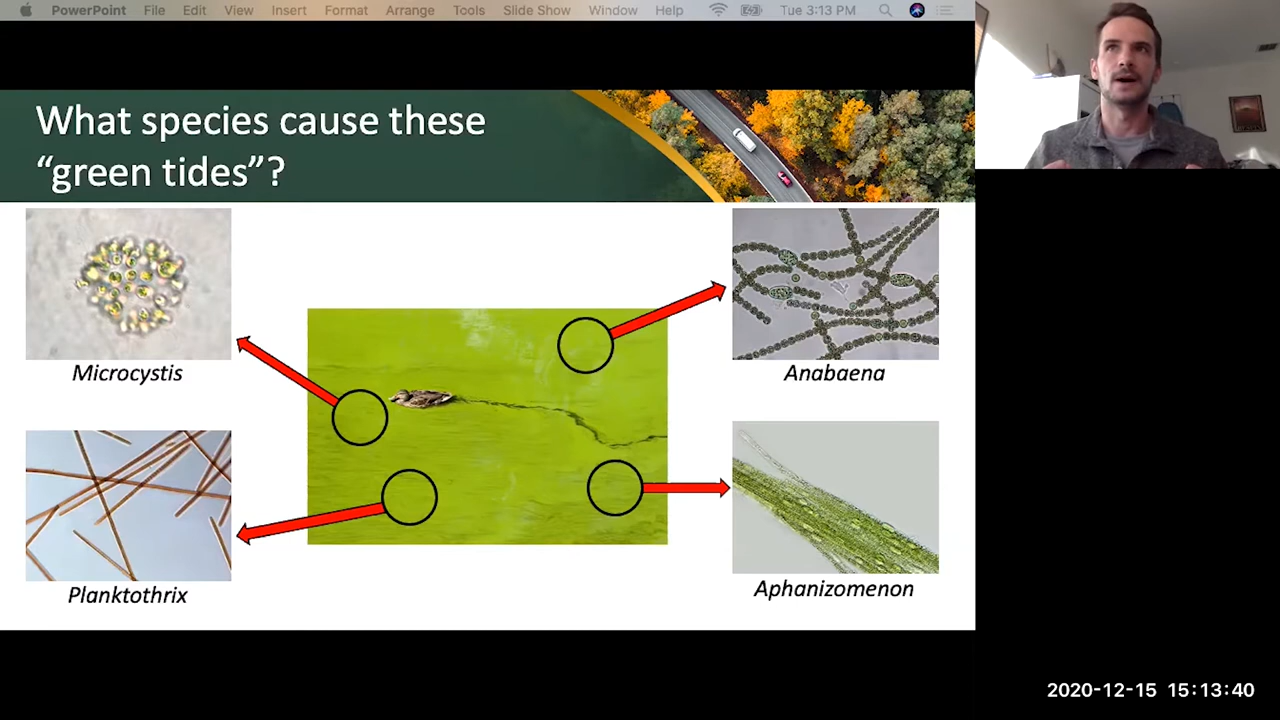 PowerPoint File Edit View Insert Format Arrange Tools Slide Show Window Help Tue 3:13 PM
What species cause these
“green tides”?
Microcystis
Anabaena
Planktothrix
Aphanizomenon
2020-12-15 15:13:40